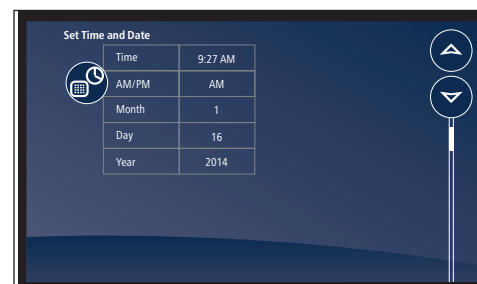 Set Time and Date
Time 9:27 AM
AM/PM AM
Month 1
Day 16
Year 2014